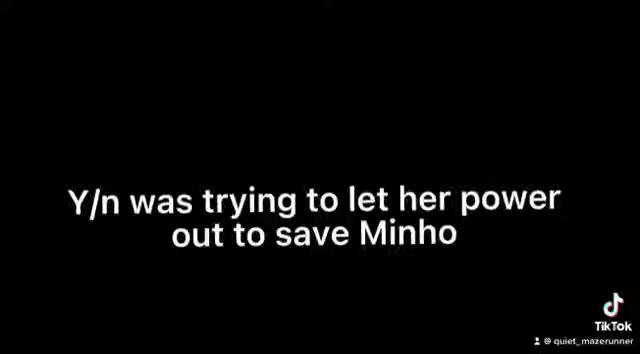 Y/n was trying to let her power
out to save Minho
TikTok
@ quiet_mazerunner